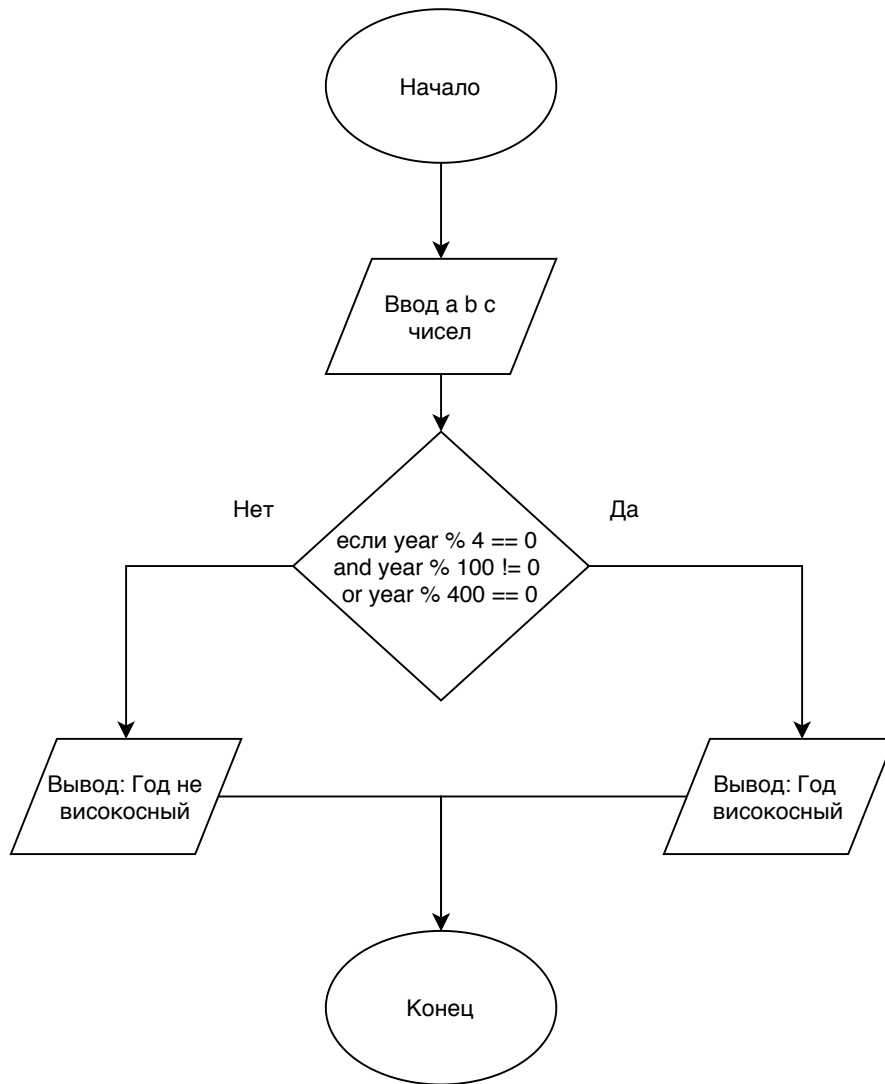 Начало
Ввод a b c
чисел
Нет
Да
если year % 4 == 0
and year % 100 != 0
or year % 400 == 0
Вывод: Год не
високосный
Вывод: Год
високосный
Конец